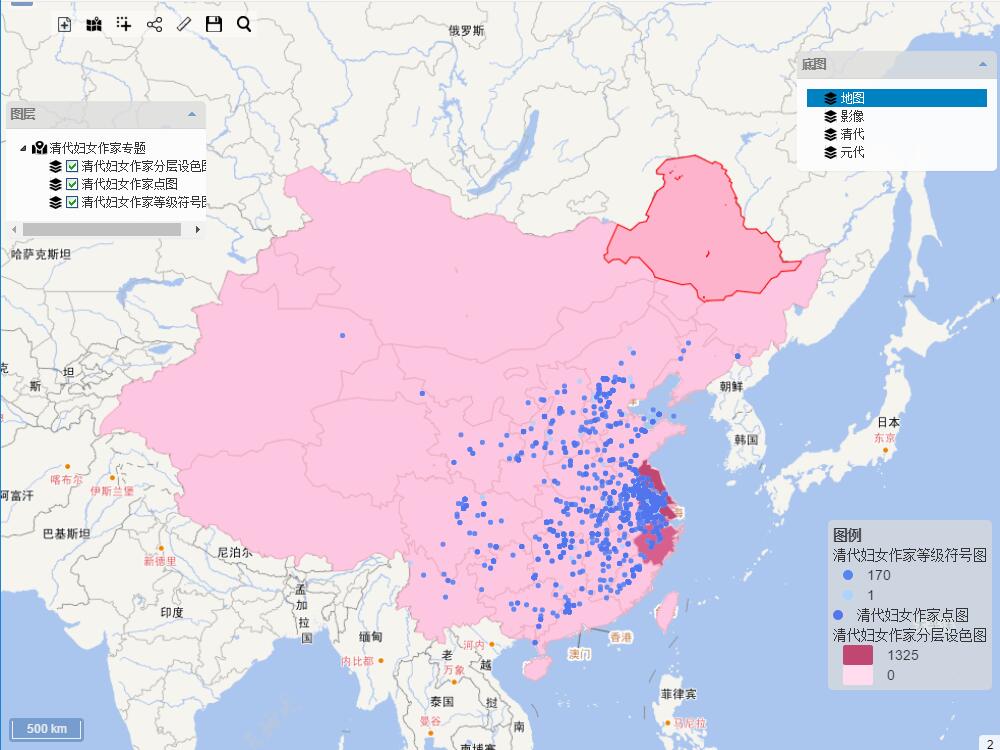 俄罗斯
底图
地图
影像
清代
元代
图层
清代妇女作家专题
清代妇女作家分层设色图
清代妇女作家点图
清代妇女作家等级符号图
哈萨克斯坦
克
斯
坦
朝鲜
韩国
日本
东京
喀布尔
伊斯兰堡
阿富汗
巴基斯坦
新德里
尼泊尔
印度
孟
加
拉
国
缅甸
内比都
河内
老
万象
越
泰国
挝
曼谷
南
柬埔寨
香港
澳门
海
菲律宾
马尼拉
图例
清代妇女作家等级符号图
170
1
清代妇女作家点图
清代妇女作家分层设色图
1325
0
500 km
2